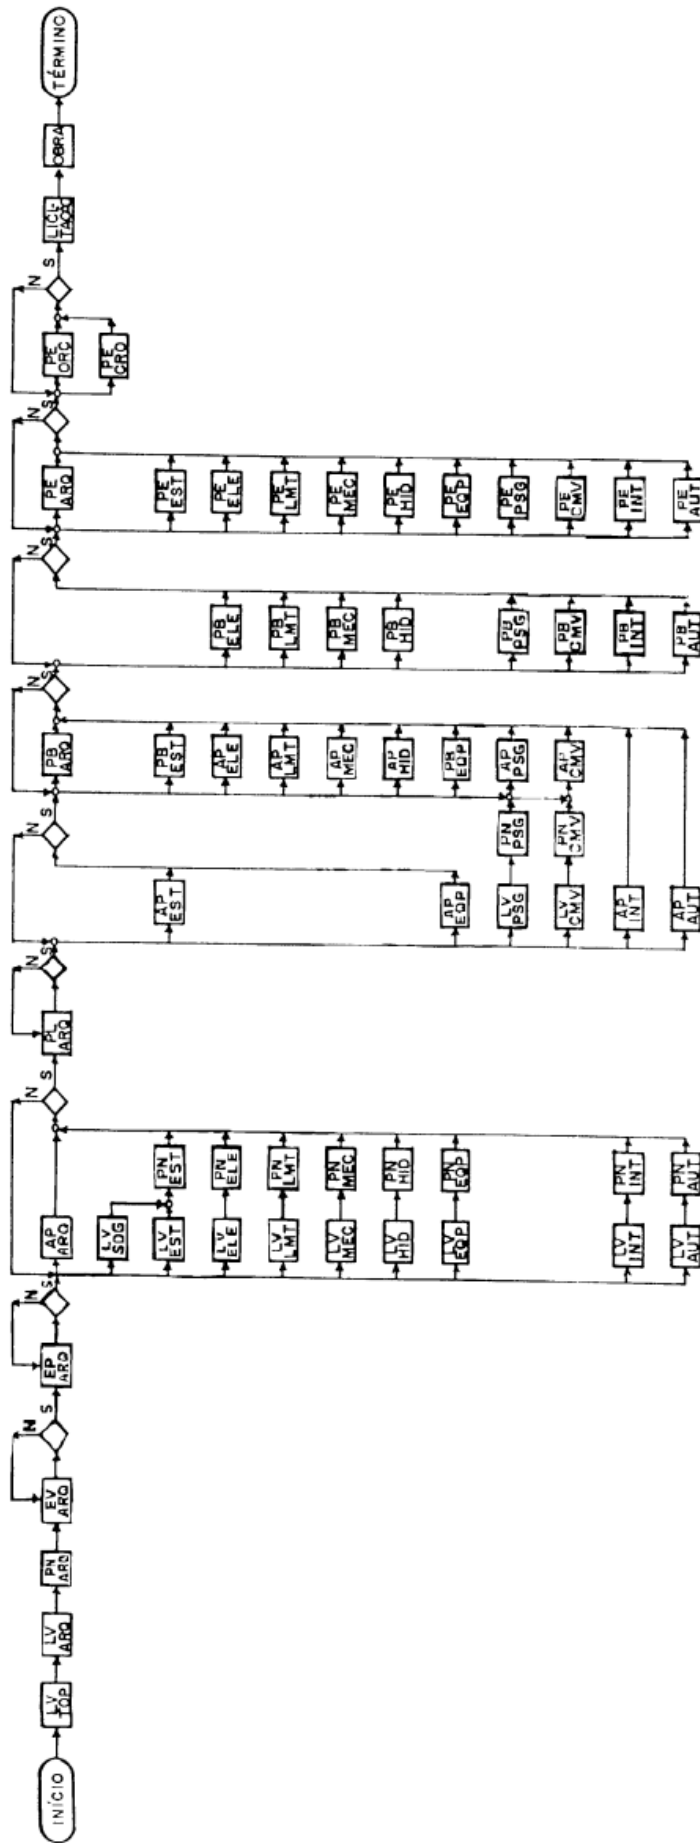 INÍCIO
LV
TOP
LV
ARQ
PN
ARQ
EV
ARQ
N
S
EP
ARQ
N
S
AP
ARQ
LV
SDG
LV
EST
PN
EST
LV
ELE
PN
ELE
LV
LMT
PN
LMT
LV
MEC
PN
MEC
LV
HID
PN
HID
LV
EQP
PN
EQP
LV
INT
PN
INT
LV
AUT
PN
AUT
N
S
PL
ARQ
N
S
AP
EST
AP
EQP
LV
PSG
PN
PSG
LV
CMV
PN
CMV
AP
INT
AP
AUT
N
S
PB
ARQ
PB
EST
AP
ELE
AP
LMT
AP
MEC
AP
HID
PB
EQP
AP
PSG
AP
CMV
N
S
PB
ELE
PB
LMT
PB
MEC
PB
HID
PB
PSG
PB
CMV
PB
INT
PB
AUT
N
S
PE
ARQ
PE
EST
PE
ELE
PE
LMT
PE
MEC
PE
HID
PE
EQP
PE
PSG
PE
CMV
PE
INT
PE
AUT
N
S
PE
ORC
PE
CRO
N
S
LICI-
TAÇÃO
OBRA
TÉRMINO